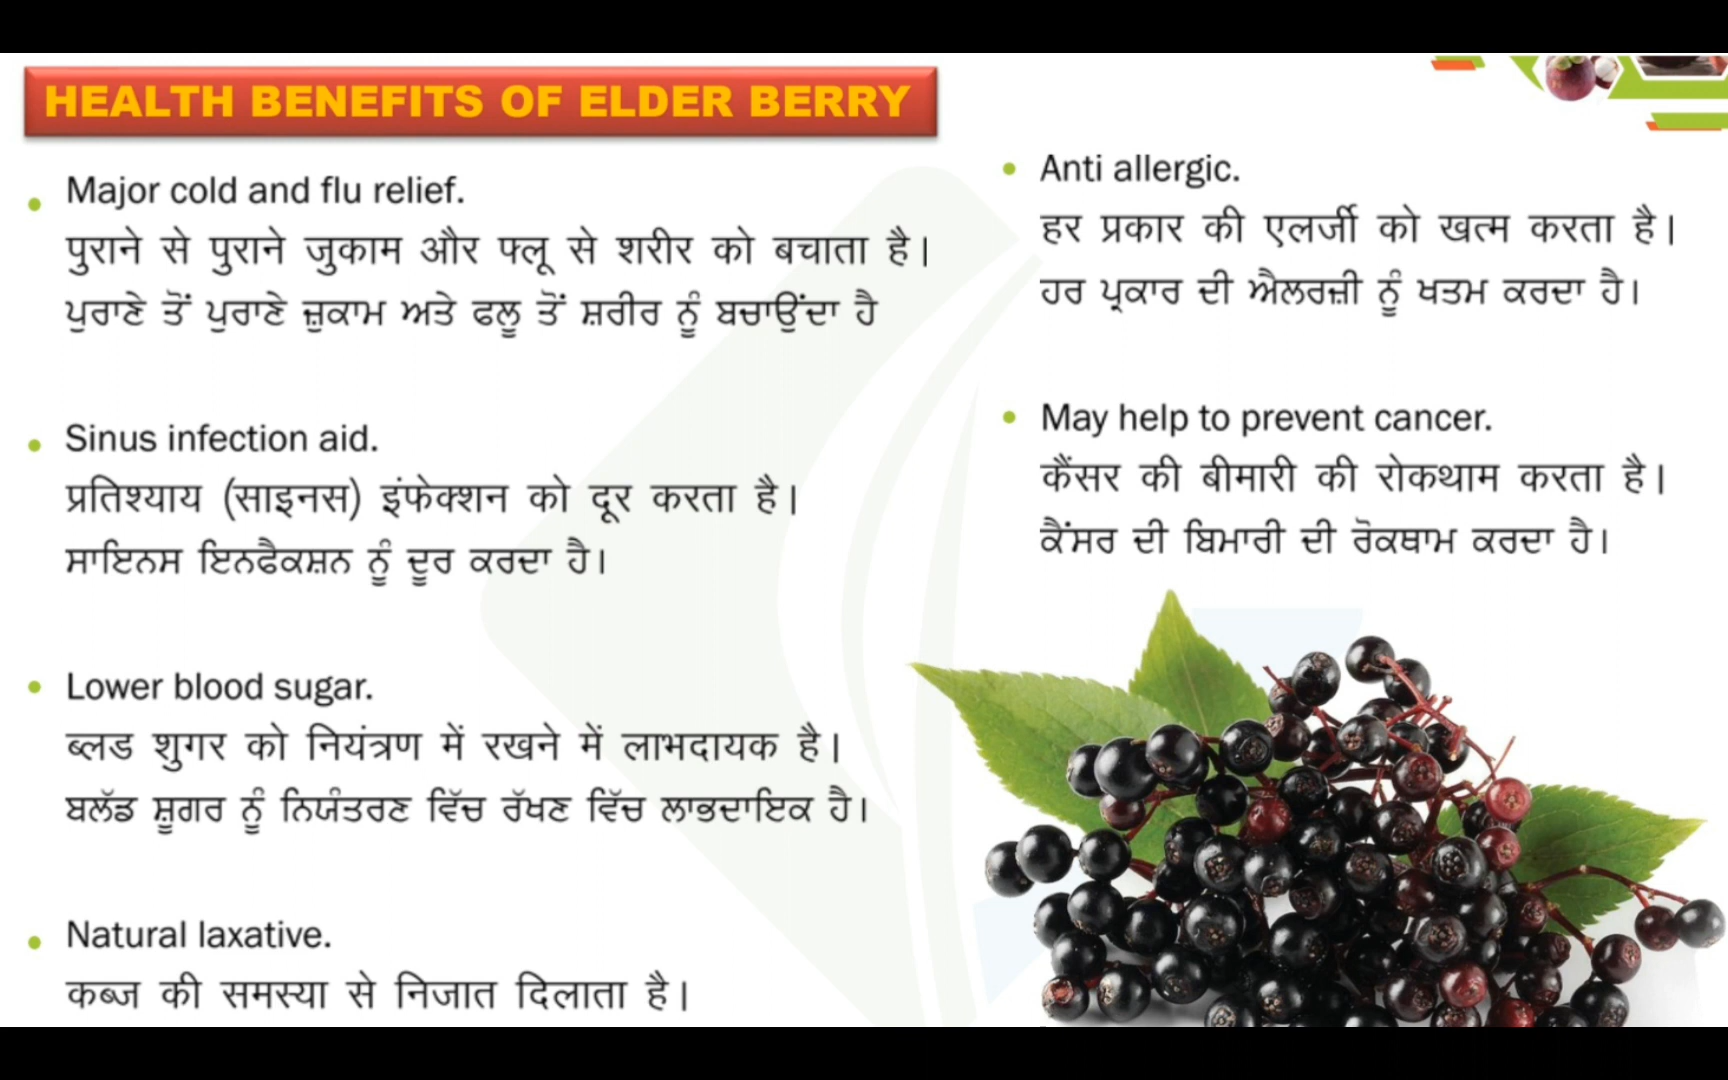 HEALTH BENEFITS OF ELDER BERRY
Major cold and flu relief.
पुराने से पुराने जुकाम और फ्लू से शरीर को बचाता है।
ਪੁਰਾਣੇ ਤੋਂ ਪੁਰਾਣੇ ਜ਼ੁਕਾਮ ਅਤੇ ਫਲੂ ਤੋਂ ਸ਼ਰੀਰ ਨੂੰ ਬਚਾਉਂਦਾ ਹੈ
Sinus infection aid.
प्रतिश्याय (साइनस) इंफेक्शन को दूर करता है।
ਸਾਇਨਸ ਇਨਫੈਕਸ਼ਨ ਨੂੰ ਦੂਰ ਕਰਦਾ ਹੈ।
Lower blood sugar.
ब्लड शुगर को नियंत्रण में रखने में लाभदायक है।
ਬਲੱਡ ਸ਼ੂਗਰ ਨੂੰ ਨਿਯੰਤਰਣ ਵਿੱਚ ਰੱਖਣ ਵਿੱਚ ਲਾਭਦਾਇਕ ਹੈ।
Natural laxative.
कब्ज की समस्या से निजात दिलाता है।
Anti allergic.
हर प्रकार की एलर्जी को खत्म करता है।
ਹਰ ਪ੍ਰਕਾਰ ਦੀ ਐਲਰਜ਼ੀ ਨੂੰ ਖਤਮ ਕਰਦਾ ਹੈ।
May help to prevent cancer.
कैंसर की बीमारी की रोकथाम करता है।
ਕੈਂਸਰ ਦੀ ਬਿਮਾਰੀ ਦੀ ਰੋਕਥਾਮ ਕਰਦਾ ਹੈ।